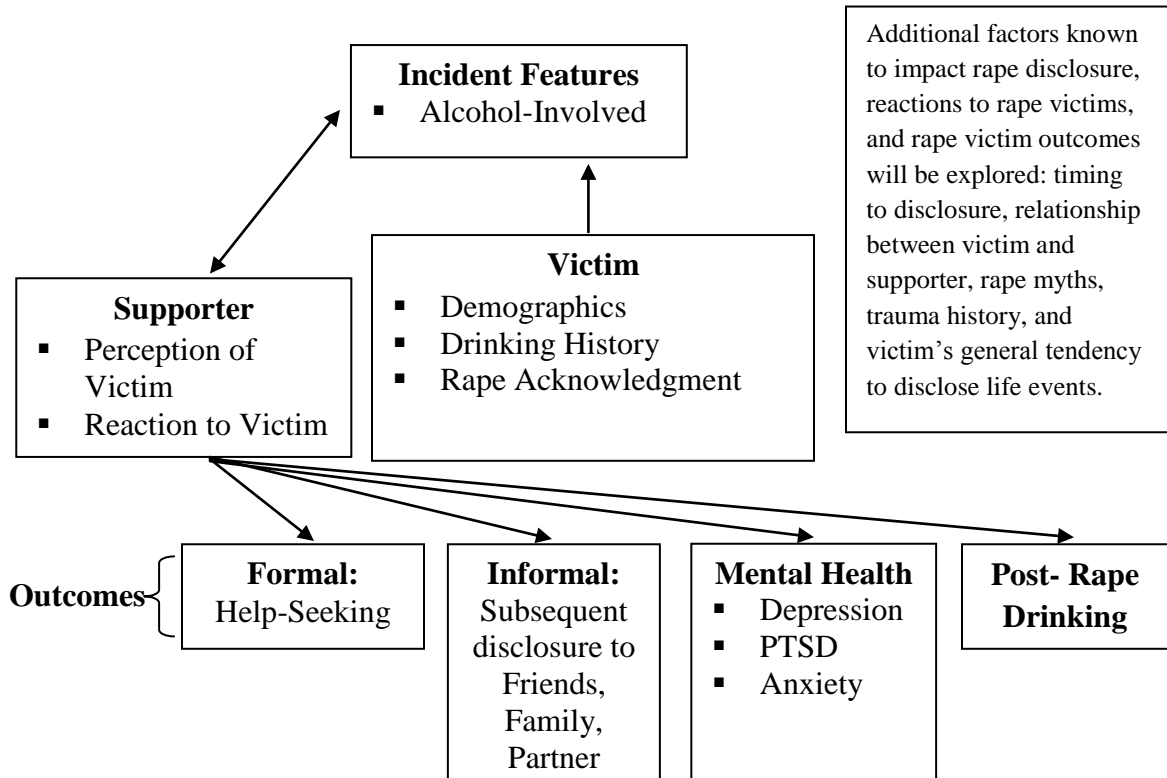 Incident Features
▪ Alcohol-Involved
Additional factors known
to impact rape disclosure,
reactions to rape victims,
and rape victim outcomes
will be explored: timing
to disclosure, relationship
between victim and
supporter, rape myths,
trauma history, and
victim’s general tendency
to disclose life events.
Victim
▪ Demographics
▪ Drinking History
▪ Rape Acknowledgment
Supporter
▪ Perception of
Victim
▪ Reaction to Victim
Outcomes
Formal:
Help-Seeking
Informal:
Subsequent
disclosure to
Friends,
Family,
Partner
Mental Health
▪ Depression
▪ PTSD
▪ Anxiety
Post- Rape
Drinking